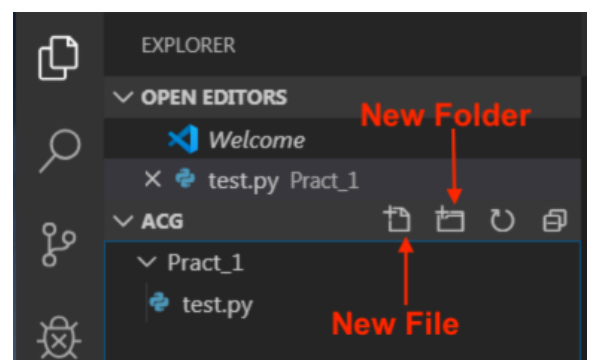 EXPLORER
OPEN EDITORS
New Folder
Welcome
test.py Pract_1
ACG
Pract_1
test.py
New File